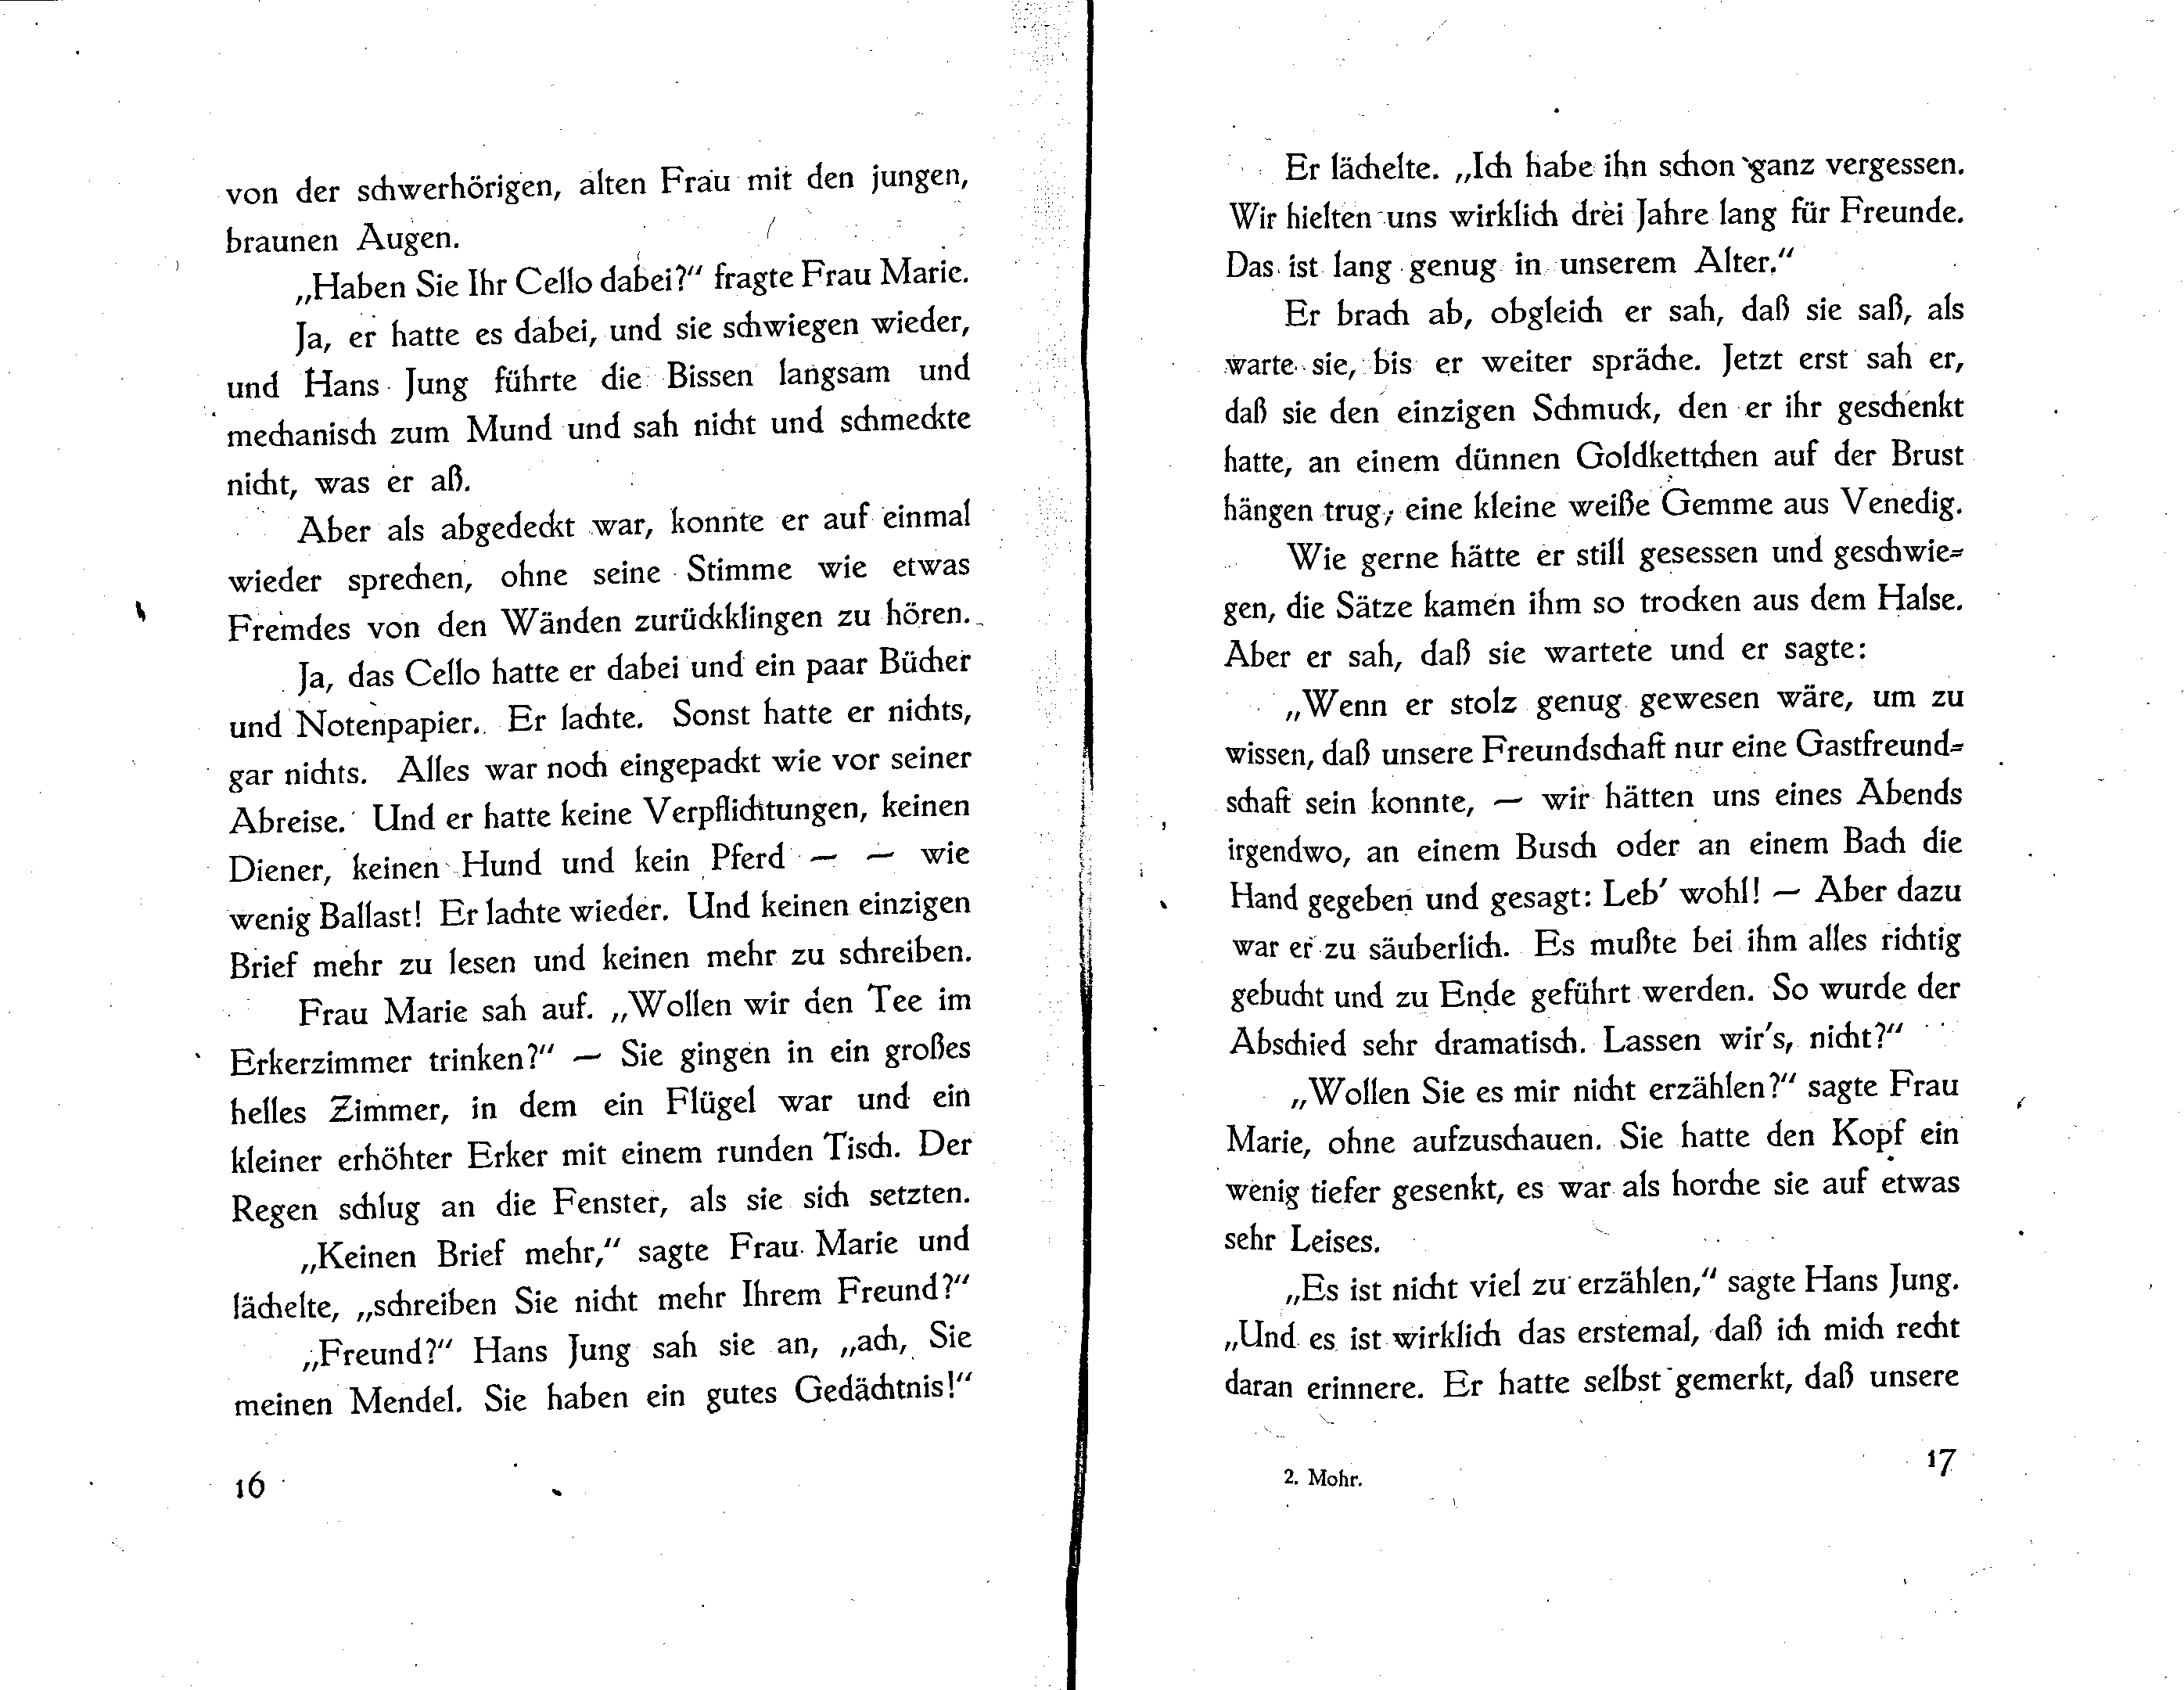 von der schwerhörigen, alten Frau mit den jungen,
braunen Augen.
„Haben Sie Ihr Cello dabei?“ fragte Frau Marie.
Ja, er hatte es dabei, und sie schwiegen wieder,
und Hans Jung führte die Bissen langsam und
mechanisch zum Mund und sah nicht und schmeckte
nicht, was er aß.
Aber als abgedeckt war, konnte er auf einmal
wieder sprechen, ohne seine Stimme wie etwas
Fremdes von den Wänden zurückklingen zu hören.
Ja, das Cello hatte er dabei und ein paar Bücher
und Notenpapier. Er lachte. Sonst hatte er nichts,
gar nichts. Alles war noch eingepackt wie vor seiner
Abreise. Und er hatte keine Verpflichtungen, keinen
Diener, keinen Hund und kein Pferd — — wie
wenig Ballast! Er lachte wieder. Und keinen einzigen
Brief mehr zu lesen und keinen mehr zu schreiben.
Frau Marie sah auf. „Wollen wir den Tee im
Erkerzimmer trinken?“ — Sie gingen in ein großes
helles Zimmer, in dem ein Flügel war und ein
kleiner erhöhter Erker mit einem runden Tisch. Der
Regen schlug an die Fenster, als sie sich setzten.
„Keinen Brief mehr,“ sagte Frau Marie und
lächelte, „schreiben Sie nicht mehr Ihrem Freund?“
„Freund?“ Hans Jung sah sie an, „ach, Sie
meinen Mendel. Sie haben ein gutes Gedächtnis!“
16
Er lächelte. „Ich habe ihn schon ganz vergessen.
Wir hielten uns wirklich drei Jahre lang für Freunde.
Das ist lang genug in unserem Alter.“
Er brach ab, obgleich er sah, daß sie saß, als
warte sie, bis er weiter spräche. Jetzt erst sah er,
daß sie den einzigen Schmuck, den er ihr geschenkt
hatte, an einem dünnen Goldkettchen auf der Brust
hängen trug; eine kleine weiße Gemme aus Venedig.
Wie gerne hätte er still gesessen und geschwie=
gen, die Sätze kamen ihm so trocken aus dem Halse.
Aber er sah, daß sie wartete und er sagte:
„Wenn er stolz genug gewesen wäre, um zu
wissen, daß unsere Freundschaft nur eine Gastfreund=
schaft sein konnte, — wir hätten uns eines Abends
irgendwo, an einem Busch oder an einem Bach die
Hand gegeben und gesagt: Leb’ wohl! — Aber dazu
war er zu säuberlich. Es mußte bei ihm alles richtig
gebucht und zu Ende geführt werden. So wurde der
Abschied sehr dramatisch. Lassen wir’s, nicht?“
„Wollen Sie es mir nicht erzählen?“ sagte Frau
Marie, ohne aufzuschauen. Sie hatte den Kopf ein
wenig tiefer gesenkt, es war als horche sie auf etwas
sehr Leises.
„Es ist nicht viel zu erzählen,“ sagte Hans Jung.
„Und es ist wirklich das erstemal, daß ich mich recht
daran erinnere. Er hatte selbst gemerkt, daß unsere
2. Mohr.
17